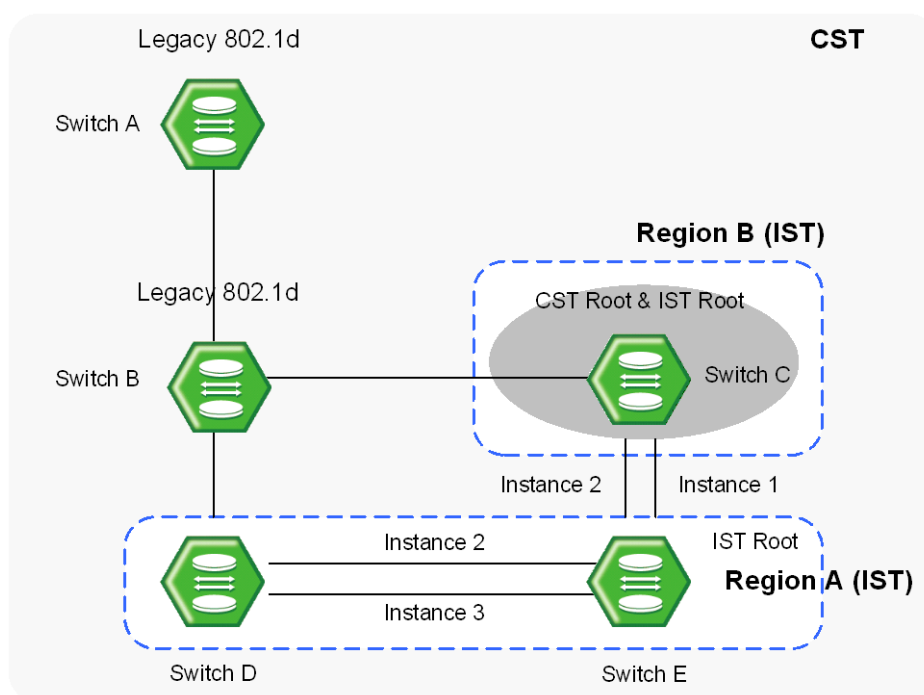 Legacy 802.1d
CST
Switch A
Region B (IST)
Legacy 802.1d
CST Root & IST Root
Switch B
Switch C
Instance 2
Instance 1
Instance 2
IST Root
Region A (IST)
Instance 3
Switch D
Switch E